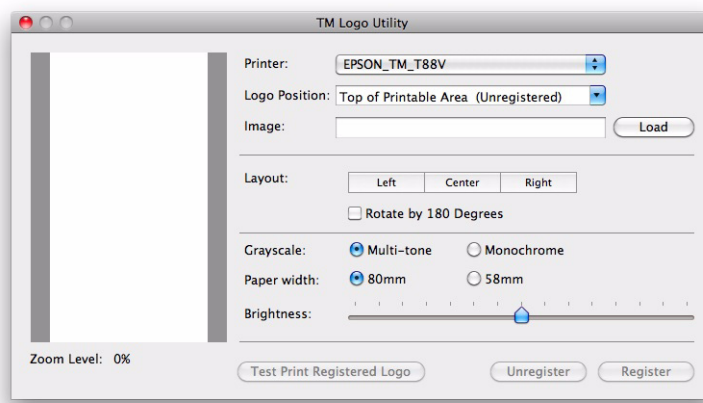 TM Logo Utility
Printer: EPSON_TM_T88V
Logo Position: Top of Printable Area (Unregistered)
Image: Load
Layout: Left Center Right
Rotate by 180 Degrees
Grayscale: Multi-tone Monochrome
Paper width: 80mm 58mm
Brightness:
Zoom Level: 0%
Test Print Registered Logo Unregister Register